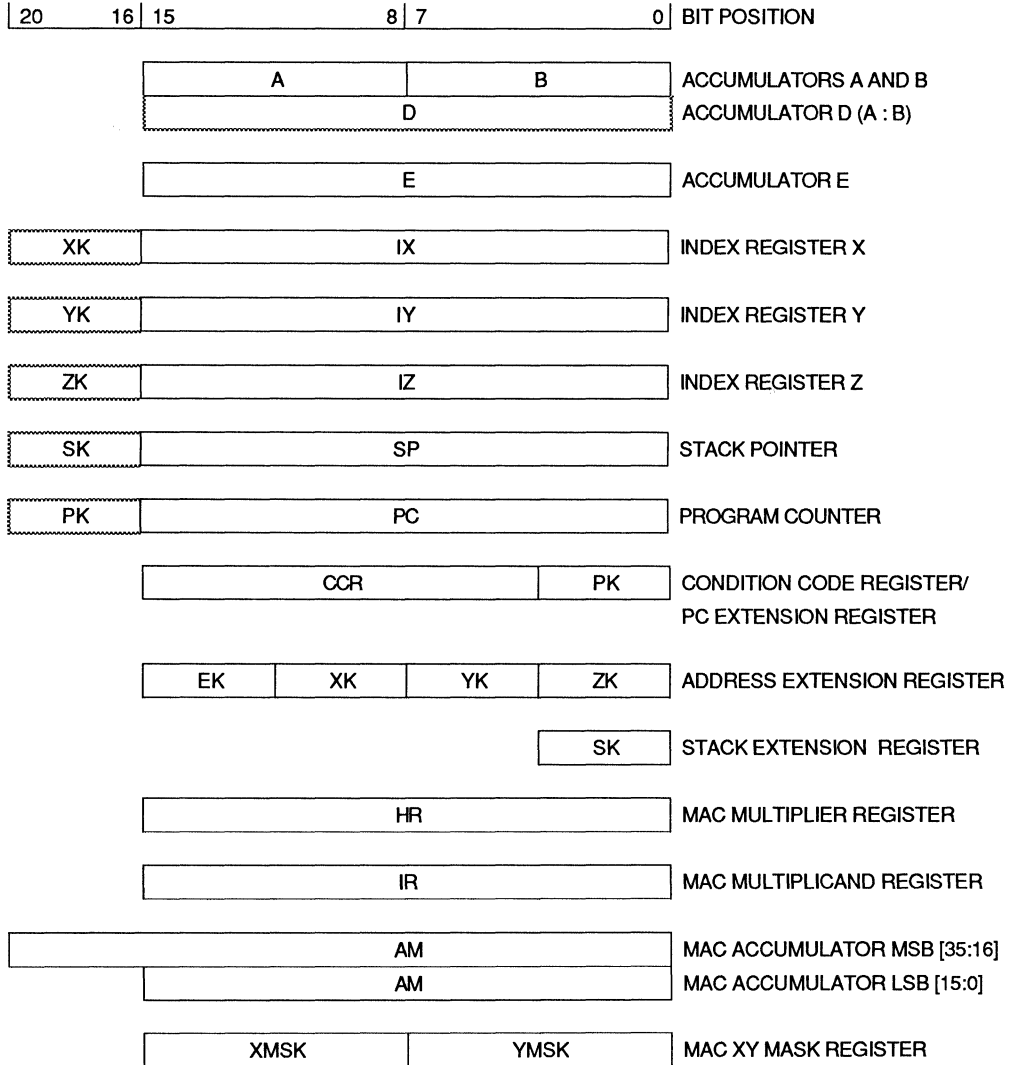 20 16 15 8 7 0 BIT POSITION
A B ACCUMULATORS A AND B
D ACCUMULATOR D (A : B)
E ACCUMULATOR E
XK IX INDEX REGISTER X
YK IY INDEX REGISTER Y
ZK IZ INDEX REGISTER Z
SK SP STACK POINTER
PK PC PROGRAM COUNTER
CCR PK CONDITION CODE REGISTER/
PC EXTENSION REGISTER
EK XK YK ZK ADDRESS EXTENSION REGISTER
SK STACK EXTENSION REGISTER
HR MAC MULTIPLIER REGISTER
IR MAC MULTIPLICAND REGISTER
AM MAC ACCUMULATOR MSB [35:16]
AM MAC ACCUMULATOR LSB [15:0]
XMSK YMSK MAC XY MASK REGISTER